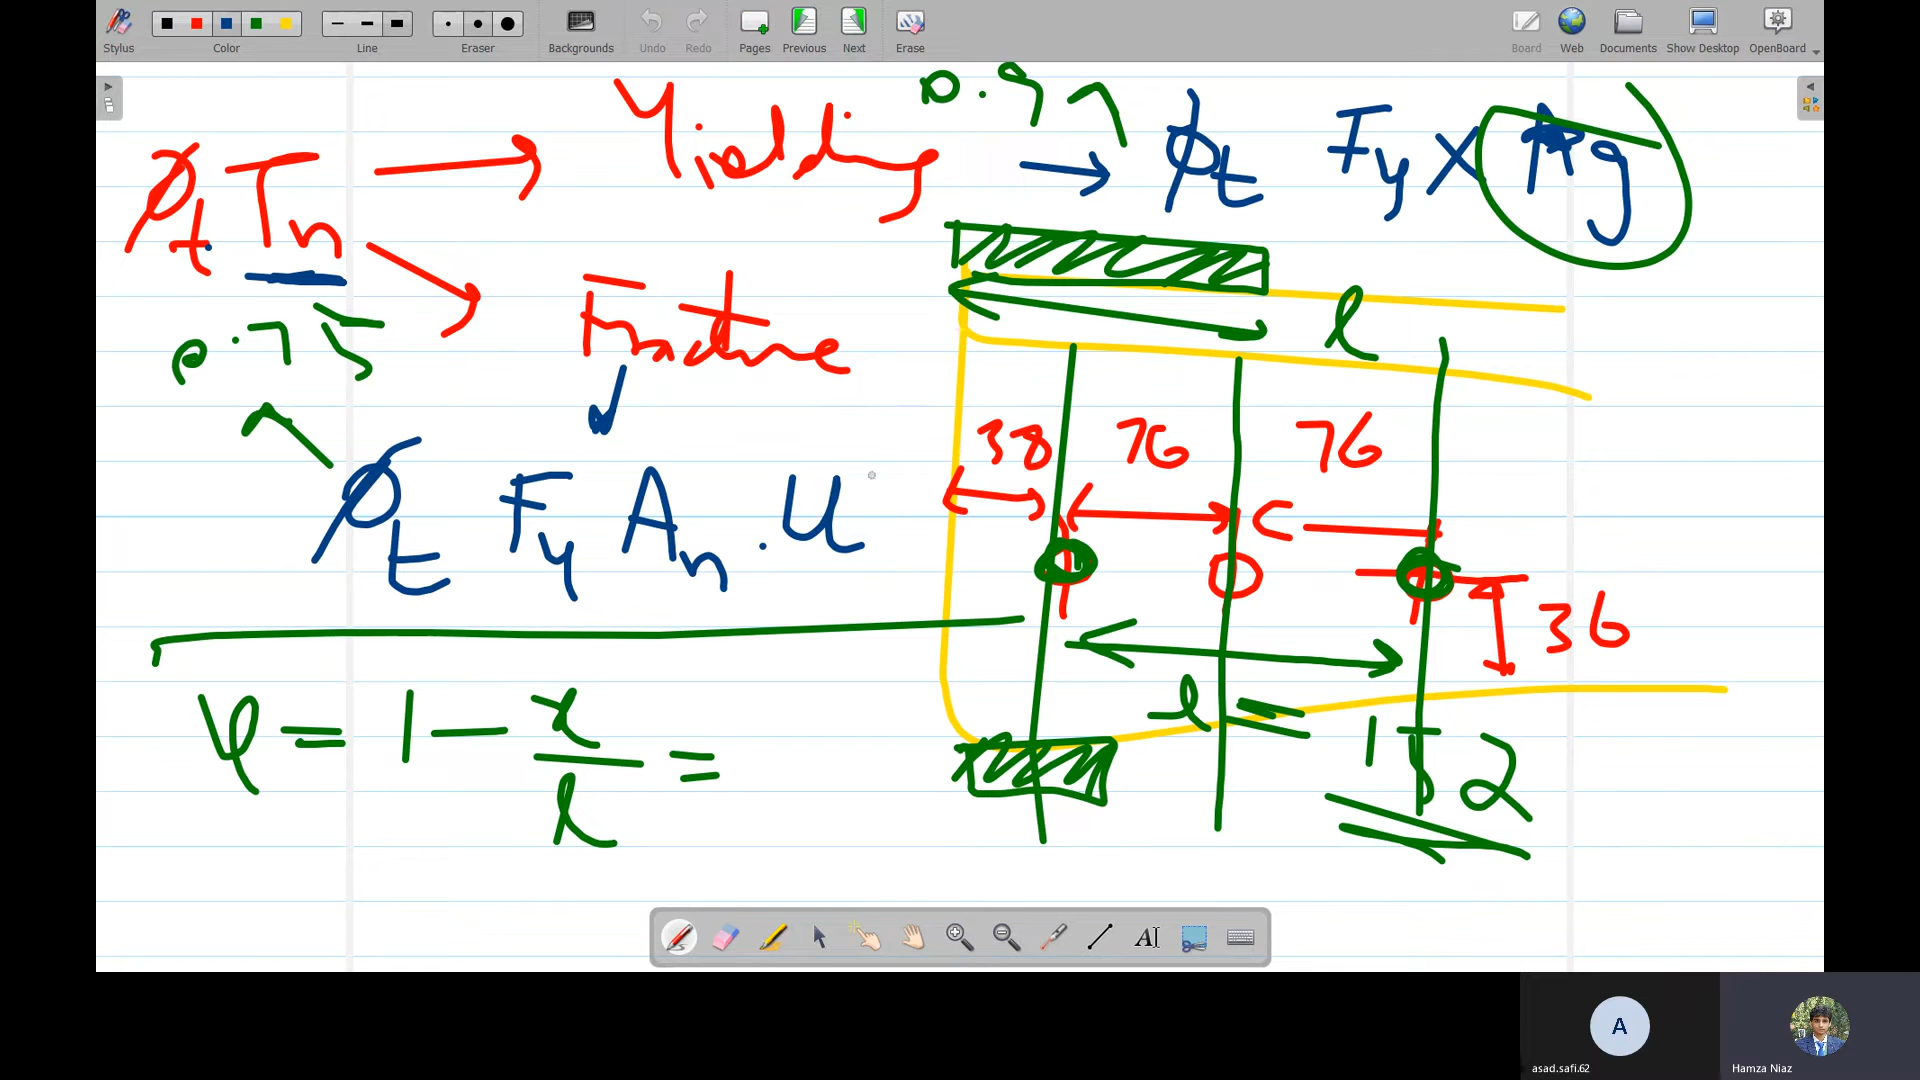 Stylus
Color
Line
Eraser
Backgrounds
Undo
Redo
Pages
Previous
Next
Erase
Board
Web
Documents
Show Desktop
OpenBoard
0.9
ϕt Tn → Yielding → ϕt Fy × Ag
0.75
Fracture
l
ϕt Fy An . U
38 76 76
36
l = 152
φ = 1 - x/l =
A
asad.safi.62
Hamza Niaz